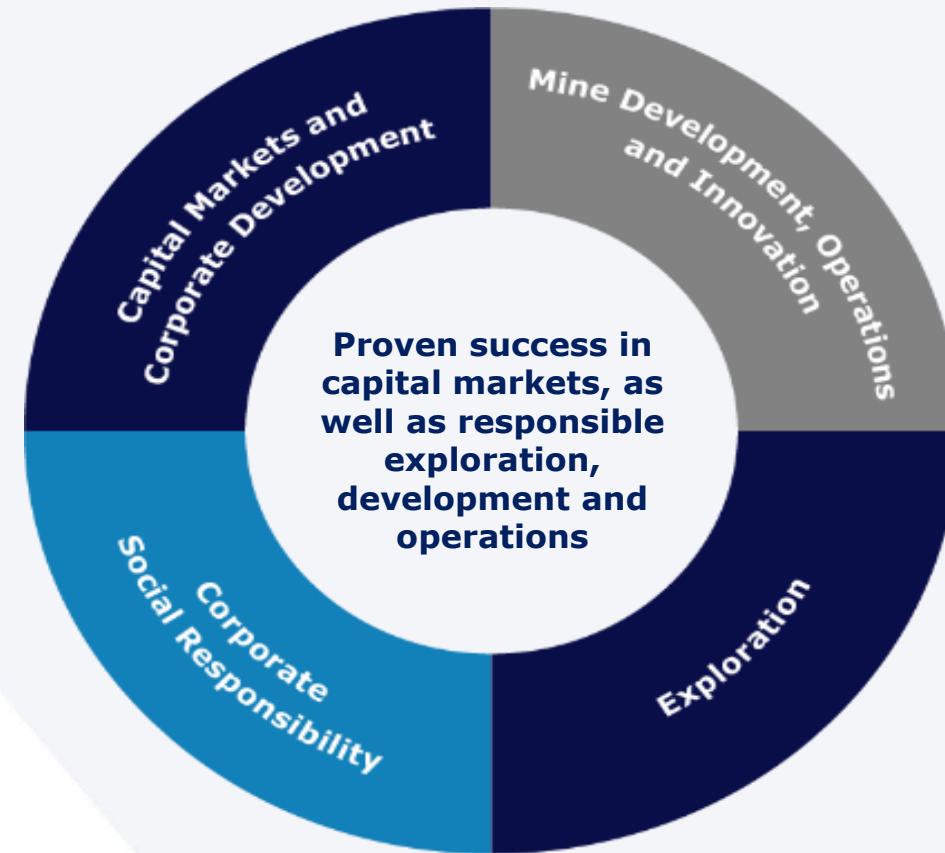 Capital Markets and
Corporate Development
Mine Development, Operations
and Innovation
Proven success in
capital markets, as
well as responsible
exploration,
development and
operations
Corporate
Social Responsibility
Exploration